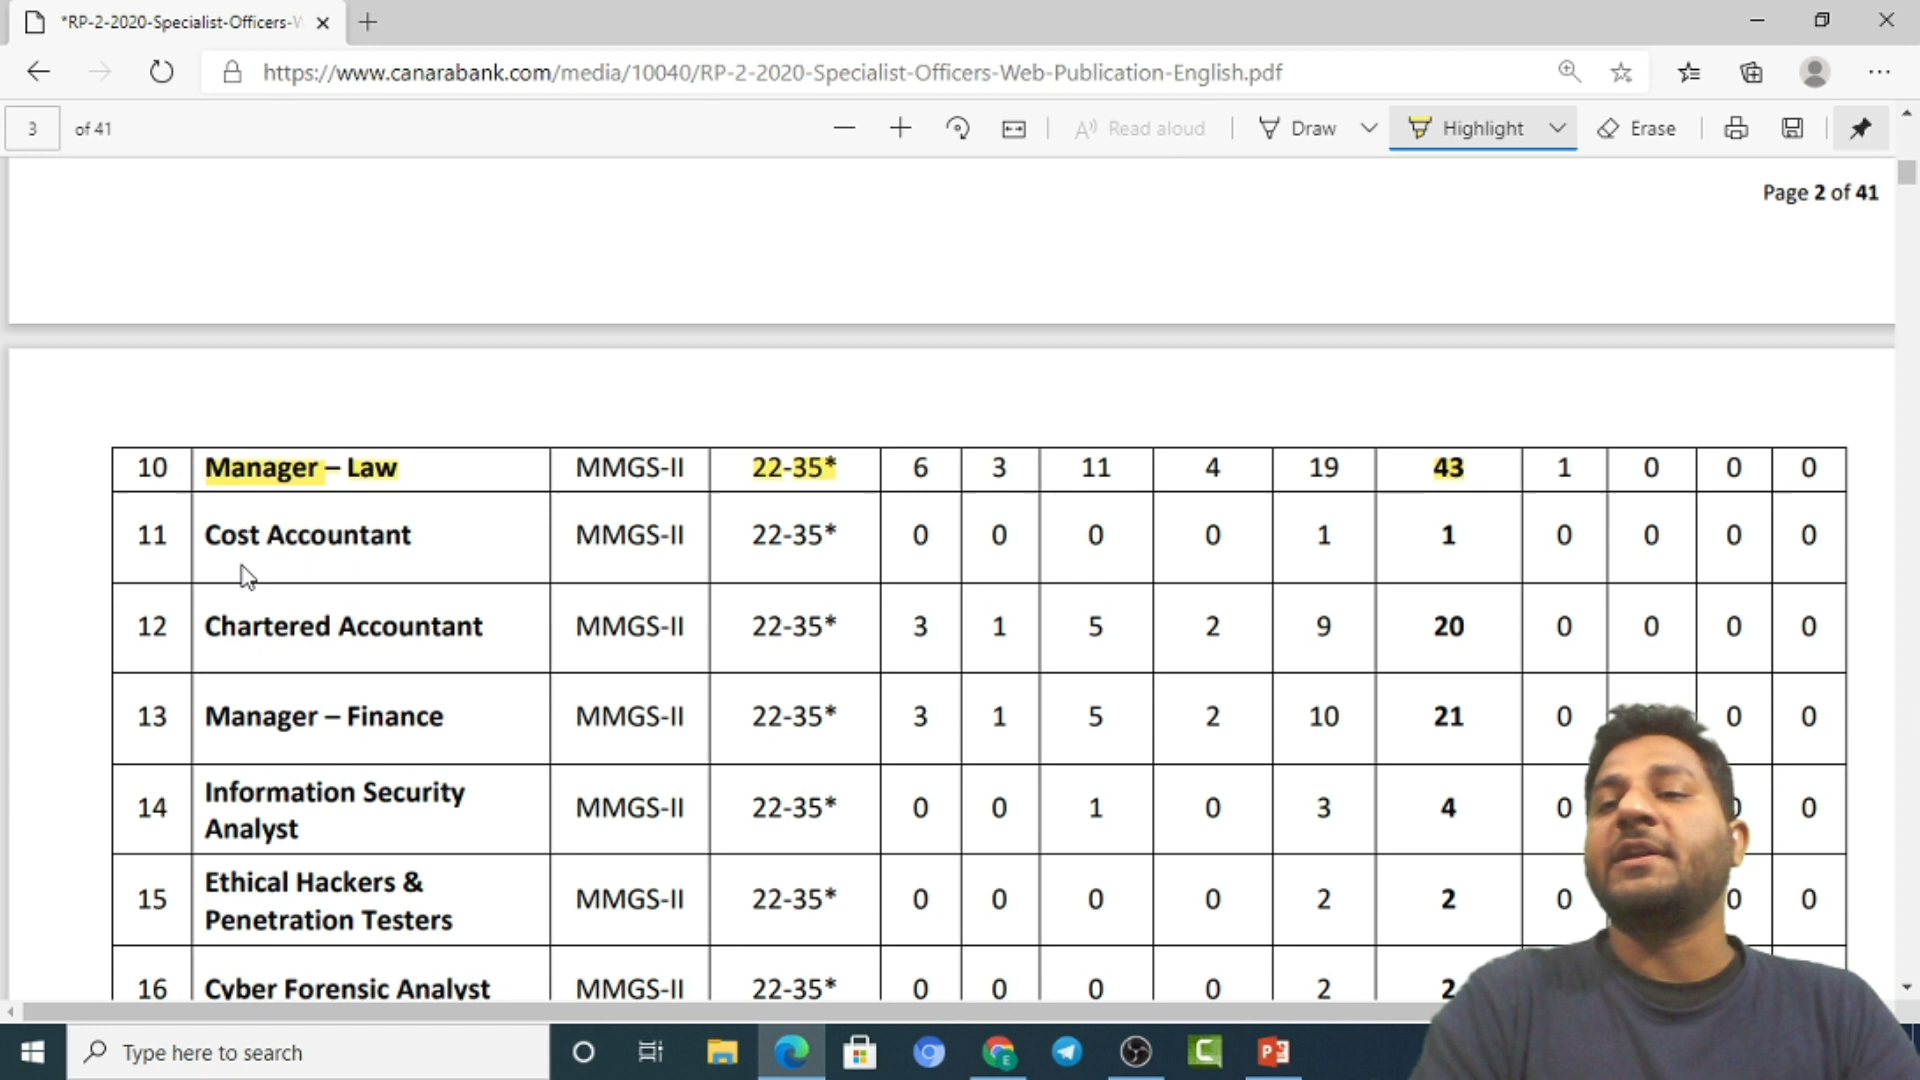 *RP-2-2020-Specialist-Officers-W
https://www.canarabank.com/media/10040/RP-2-2020-Specialist-Officers-Web-Publication-English.pdf
3 of 41 Read aloud Draw Highlight Erase
Page 2 of 41
10 Manager – Law MMGS-II 22-35* 6 3 11 4 19 43 1 0 0 0
11 Cost Accountant MMGS-II 22-35* 0 0 0 0 1 1 0 0 0 0
12 Chartered Accountant MMGS-II 22-35* 3 1 5 2 9 20 0 0 0 0
13 Manager – Finance MMGS-II 22-35* 3 1 5 2 10 21 0 0 0
14 Information Security
Analyst MMGS-II 22-35* 0 0 1 0 3 4 0 0
15 Ethical Hackers &
Penetration Testers MMGS-II 22-35* 0 0 0 0 2 2 0 0 0
16 Cyber Forensic Analyst MMGS-II 22-35* 0 0 0 0 2 2
Type here to search